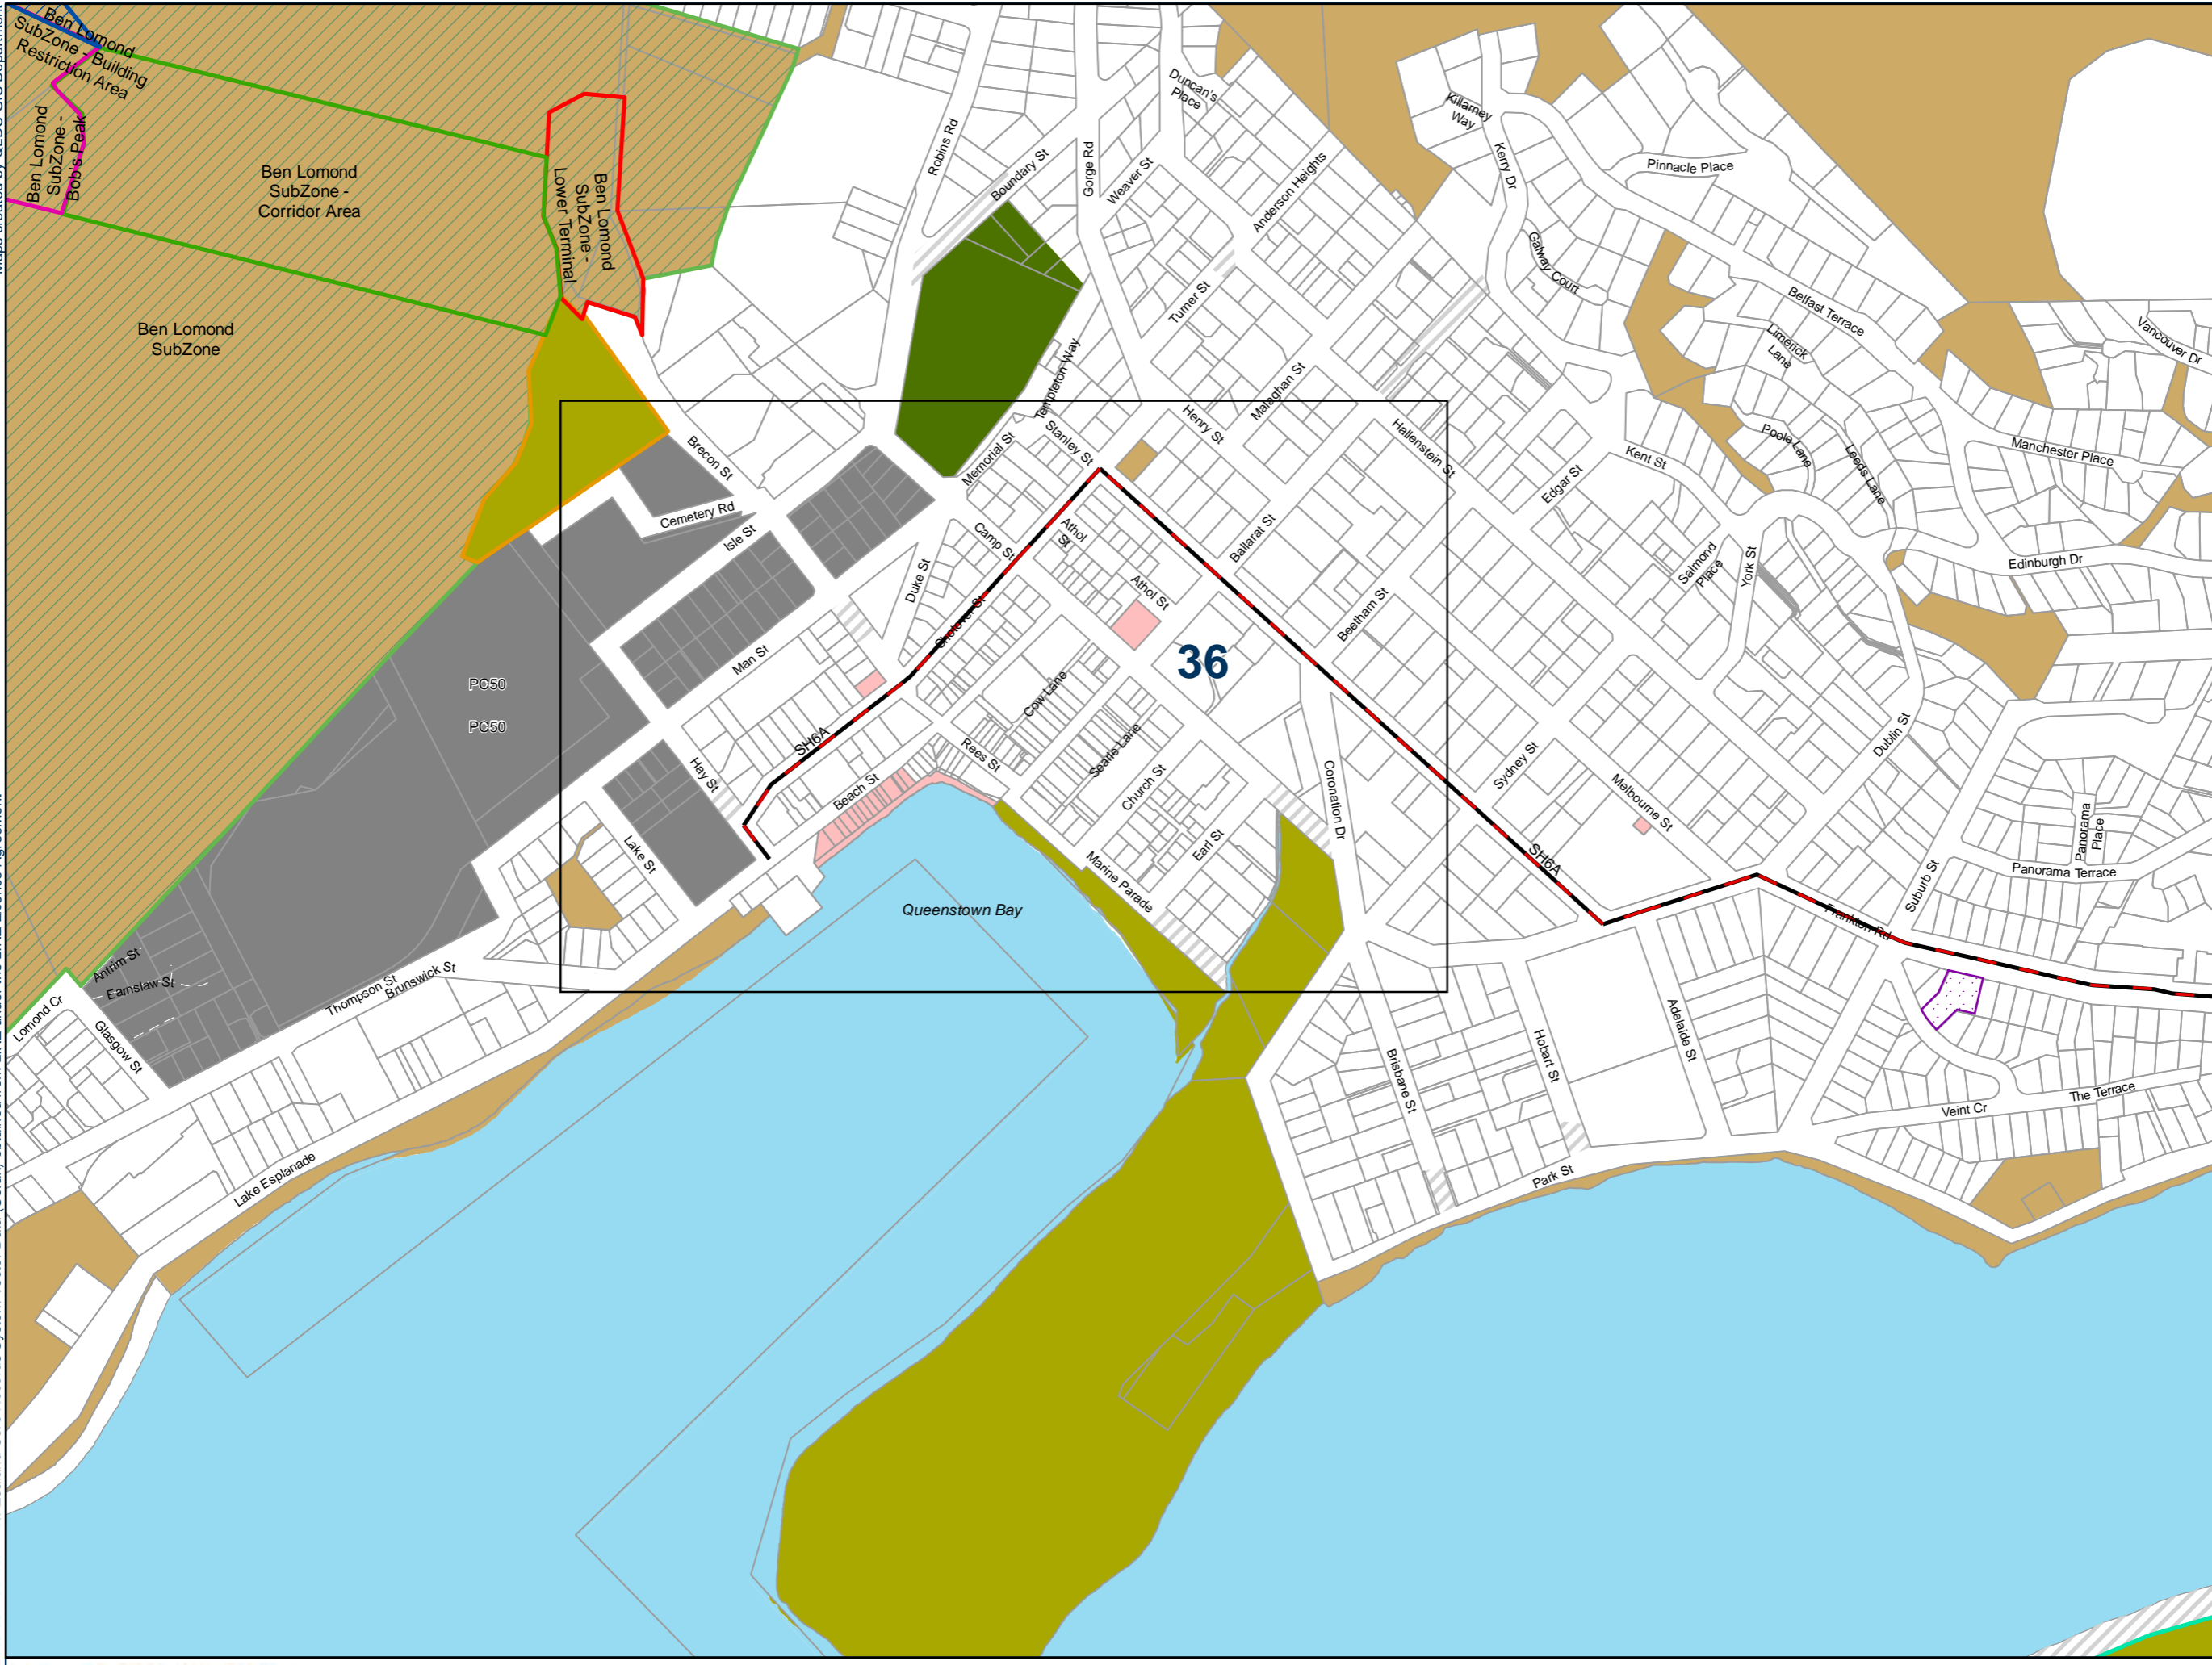 Ben Lomond
SubZone - Building
Restriction Area
Ben Lomond
SubZone -
Bob's Peak
Ben Lomond
SubZone -
Corridor Area
Ben Lomond
SubZone -
Lower Terminal
Ben Lomond
SubZone
Robins Rd
Boundary St
Gorge Rd
Duncan's
Place
Weaver St
Anderson Heights
Turner St
Killarney
Way
Kerry Dr
Pinnacle Place
Galway Court
Belfast Terrace
Limerick
Lane
Vancouver Dr
Templeton Way
Malaghan St
Henry St
Hallenstein St
Stanley St
Memorial St
Brecon St
Cemetery Rd
Isle St
Camp St
Athol
St
Athol St
Ballarat St
Beetham St
Edgar St
Kent St
Poole Lane
Leeds Lane
Manchester Place
Edinburgh Dr
Salmond
Place
York St
Duke St
Shotover St
Man St
36
PC50
PC50
Cow Lane
Searle Lane
Rees St
Church St
SH6A
Hay St
Beach St
Lake St
Earl St
Marine Parade
Coronation Dr
Sydney St
Melbourne St
Dublin St
SH6A
Suburb St
Panorama
Place
Panorama Terrace
Frankton Rd
Queenstown Bay
Antrim St
Earnslaw St
Thompson St
Brunswick St
Lomond Cr
Glasgow St
Lake Esplanade
Brisbane St
Hobart St
Adelaide St
Park St
Veint Cr
The Terrace